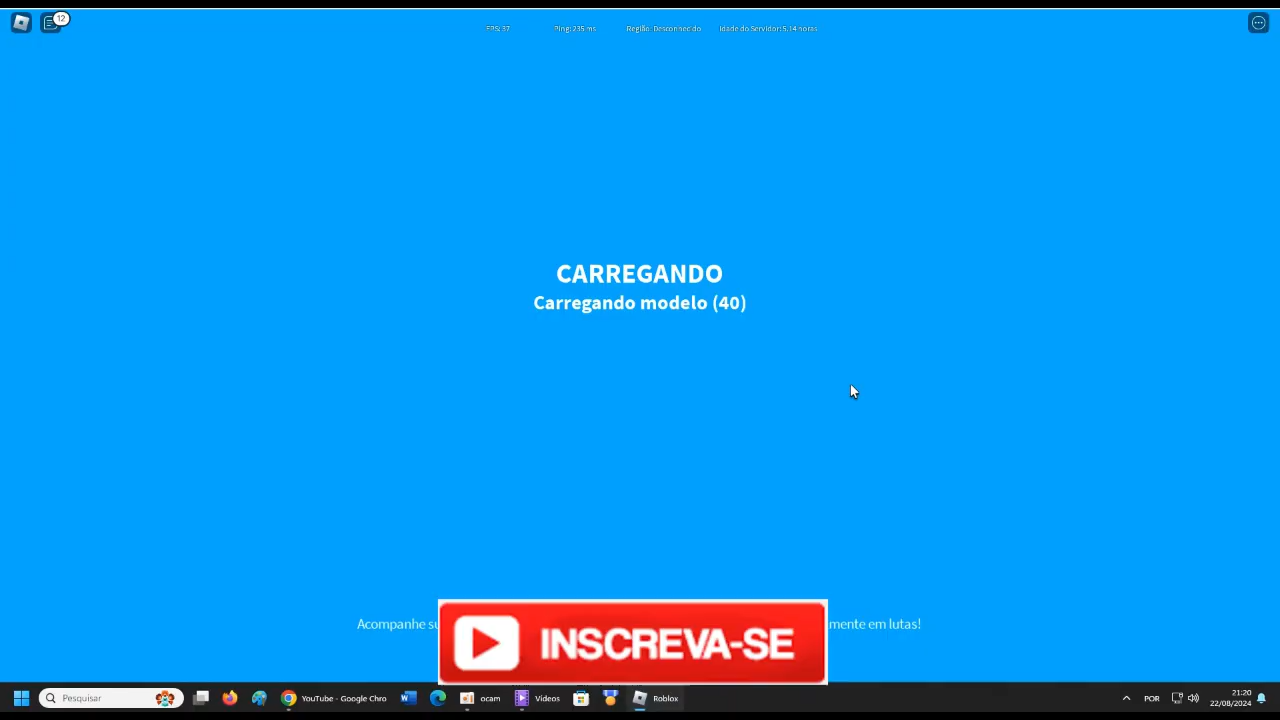 12
FPS: 37
Ping: 235 ms
Região: Desconhecido
Idade do Servidor: 5.14 horas
CARREGANDO
Carregando modelo (40)
Acompanhe su
mente em lutas!
INSCREVA-SE
Pesquisar
YouTube - Google Chro
ocam
Vídeos
Roblox
POR
21:20
22/08/2024